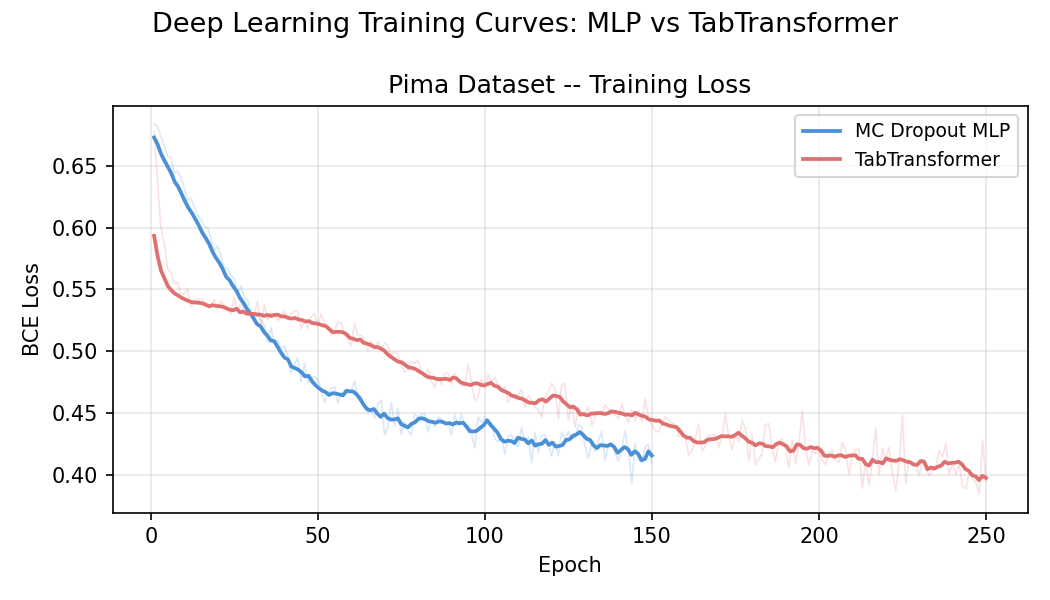 Deep Learning Training Curves: MLP vs TabTransformer
Pima Dataset -- Training Loss
MC Dropout MLP
TabTransformer
BCE Loss
0.65
0.60
0.55
0.50
0.45
0.40
0 50 100 150 200 250
Epoch